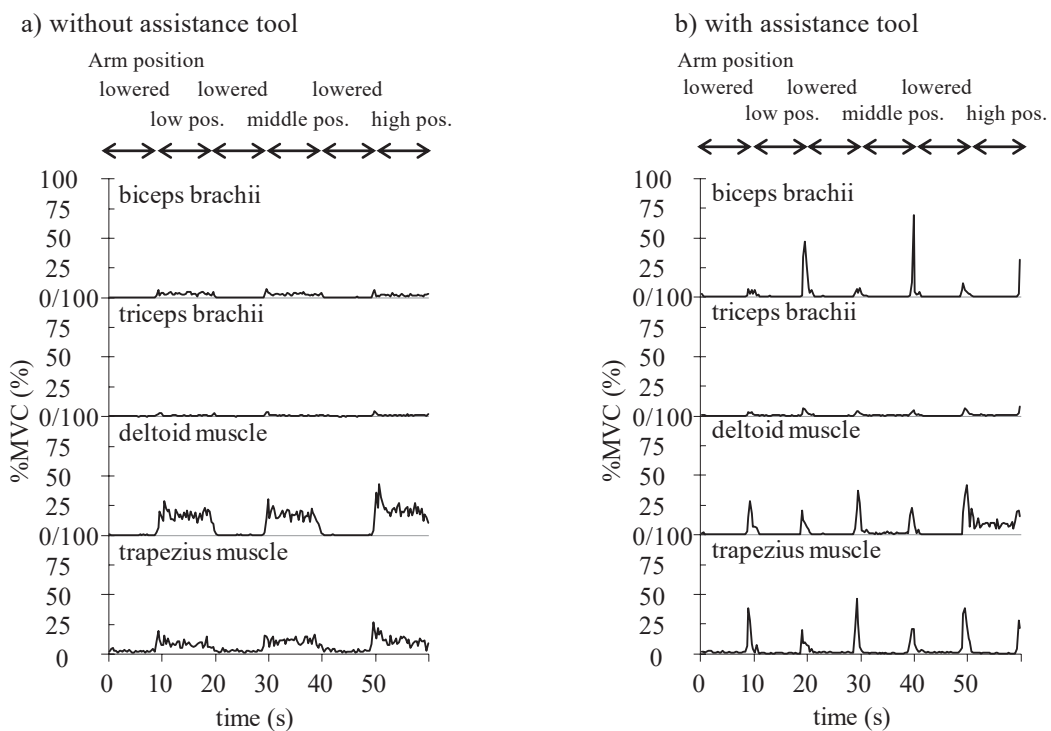 a) without assistance tool
Arm position
lowered lowered lowered
low pos. middle pos. high pos.
100
biceps brachii
75
50
25
0/100
triceps brachii
75
50
25
0/100
deltoid muscle
75
50
25
0/100
trapezius muscle
75
50
25
0
%MVC (%)
0 10 20 30 40 50
time (s)
b) with assistance tool
Arm position
lowered lowered lowered
low pos. middle pos. high pos.
100
biceps brachii
75
50
25
0/100
triceps brachii
75
50
25
0/100
deltoid muscle
75
50
25
0/100
trapezius muscle
75
50
25
0
%MVC (%)
0 10 20 30 40 50
time (s)